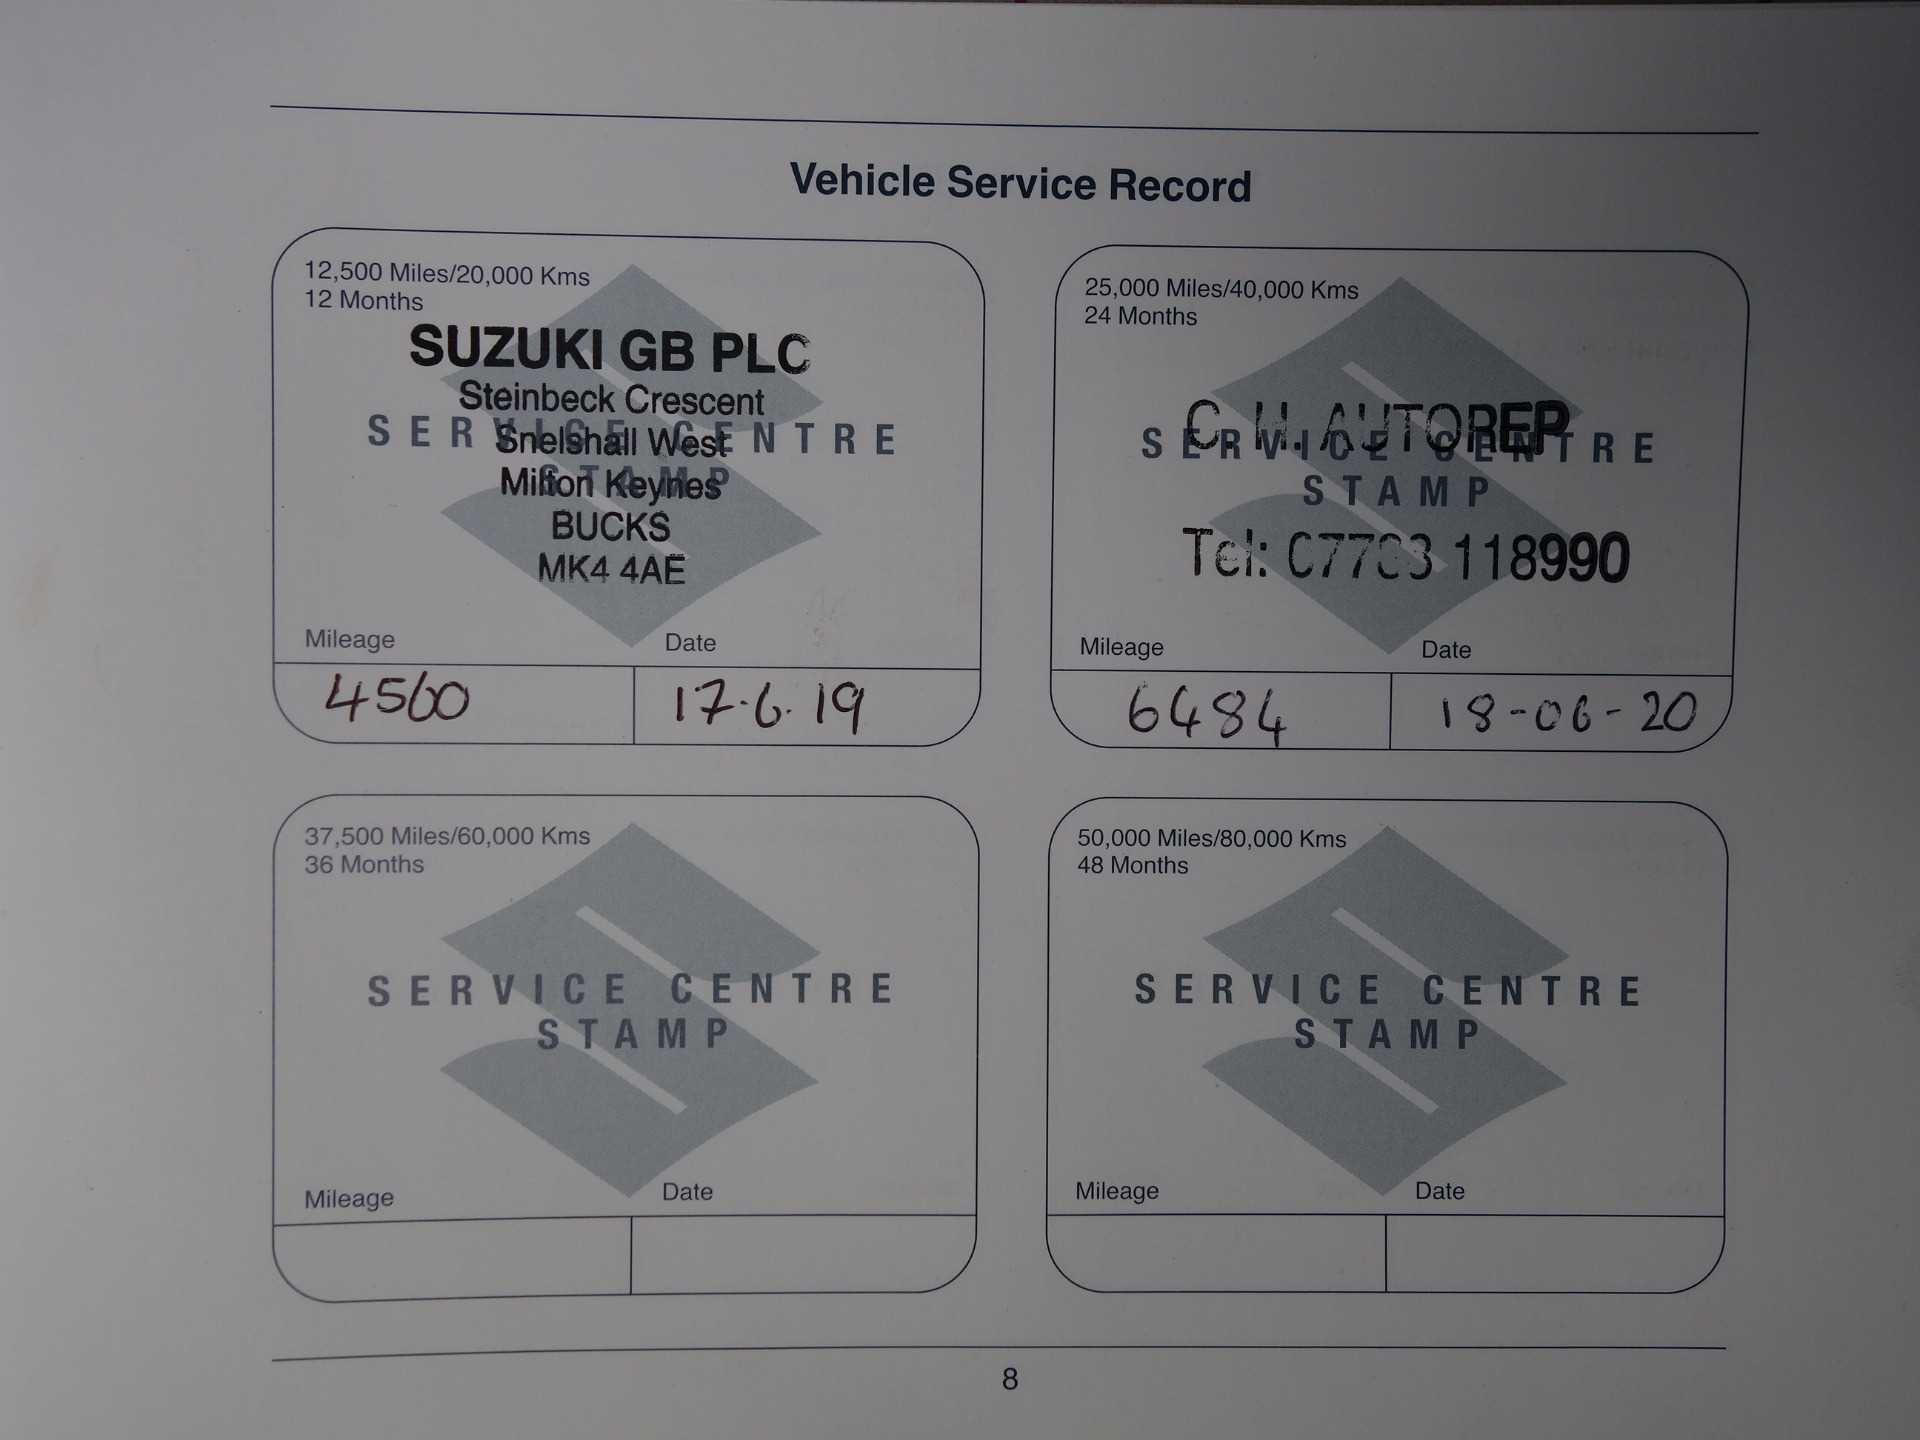 Vehicle Service Record
12,500 Miles/20,000 Kms
12 Months
SUZUKI GB PLC
Steinbeck Crescent
SERVICE CENTRE
Snelshall West
STAMP
Milton Keynes
BUCKS
MK4 4AE
Mileage
Date
4560
17.6.19
25,000 Miles/40,000 Kms
24 Months
C. H. AUTOREP
SERVICE CENTRE
STAMP
Tel: 118990
Mileage
Date
6484
18-06-20
37,500 Miles/60,000 Kms
36 Months
SERVICE CENTRE
STAMP
Mileage
Date
50,000 Miles/80,000 Kms
48 Months
SERVICE CENTRE
STAMP
Mileage
Date
8